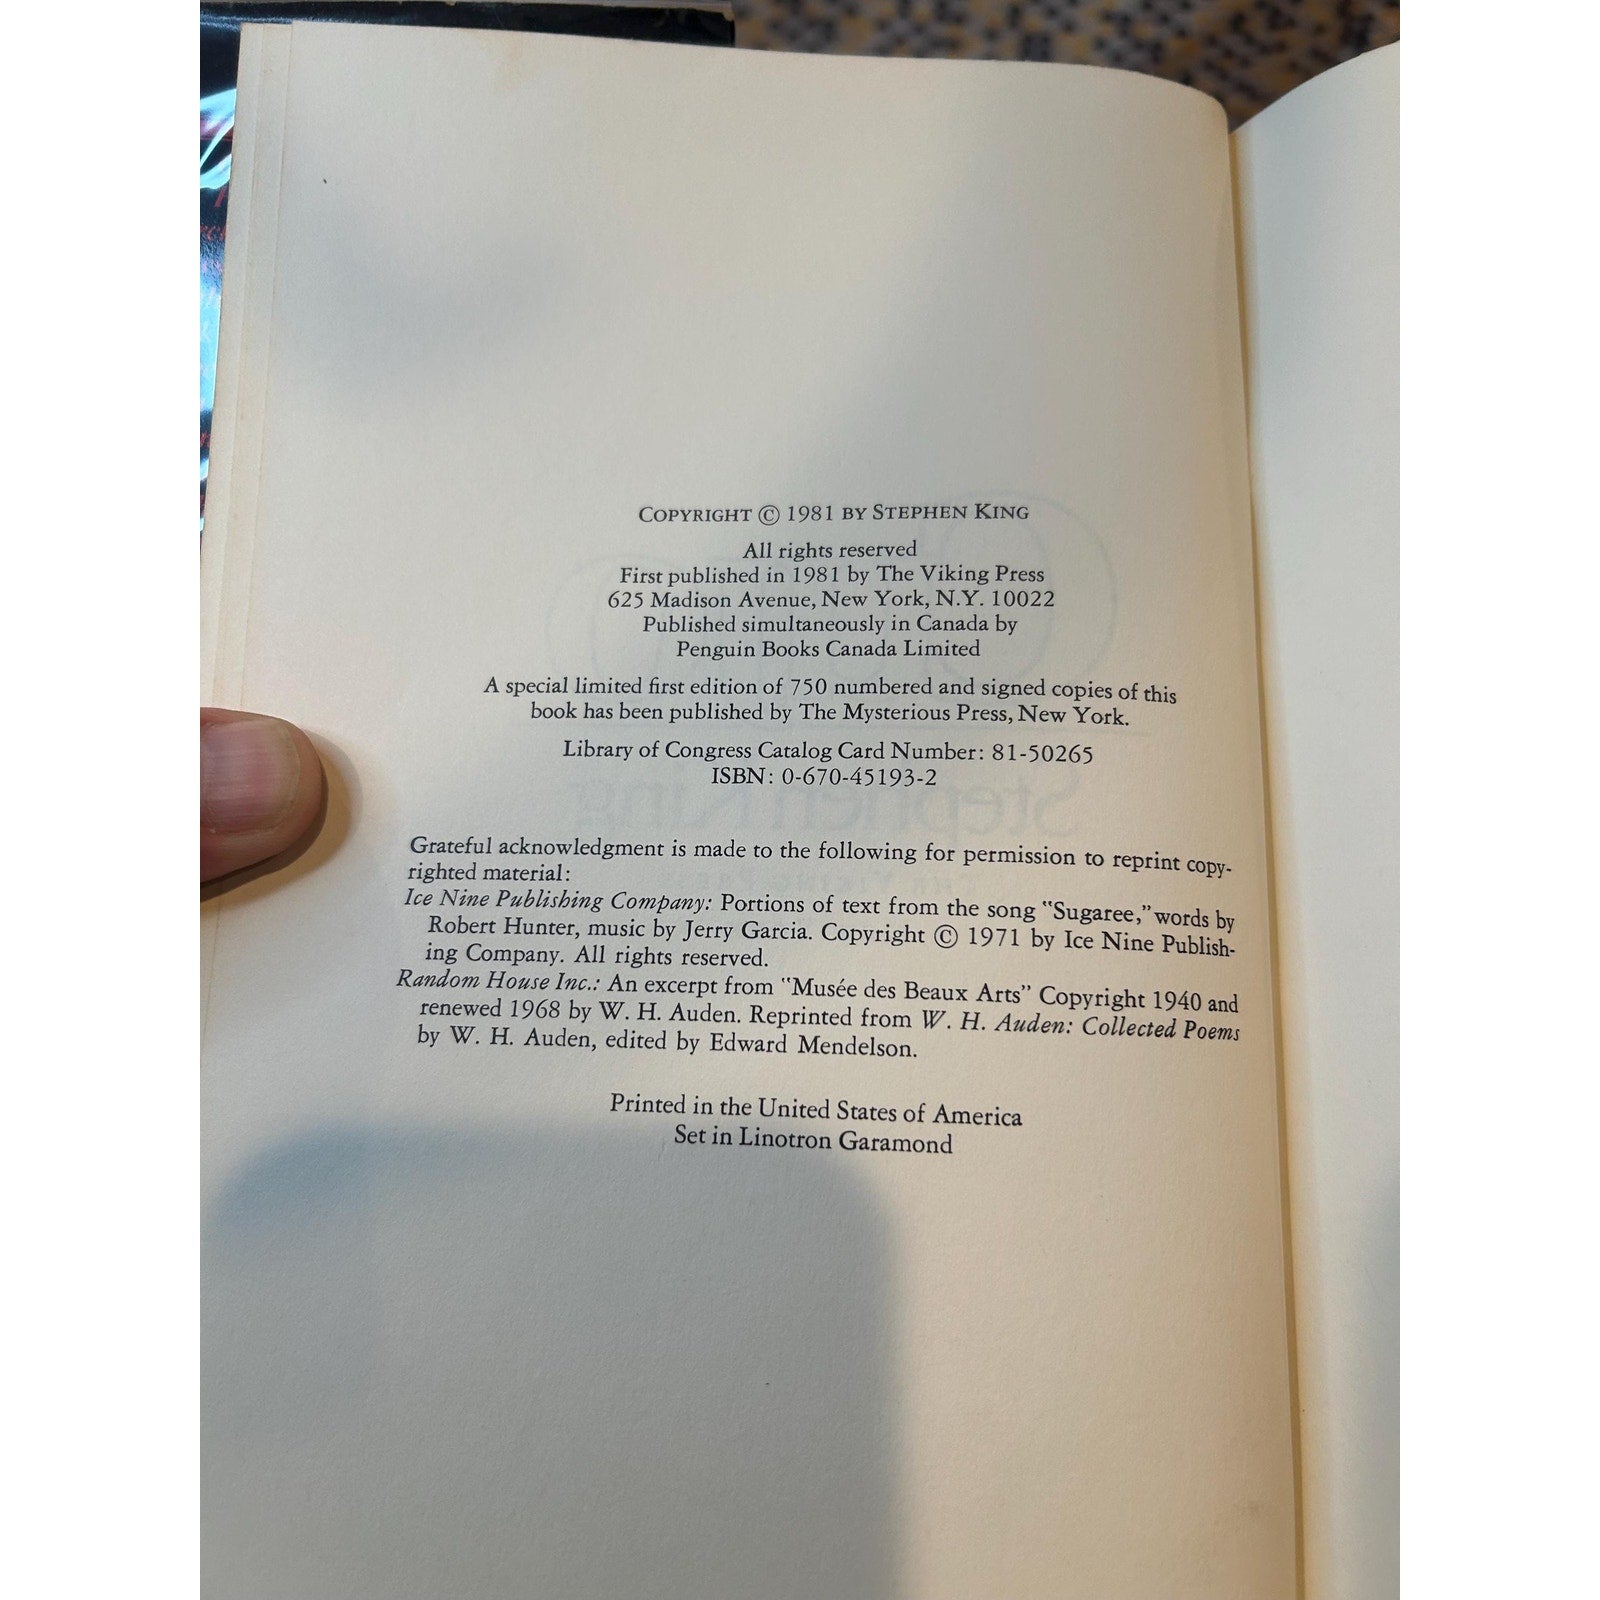 COPYRIGHT © 1981 BY STEPHEN KING
All rights reserved
First published in 1981 by The Viking Press
625 Madison Avenue, New York, N.Y. 10022
Published simultaneously in Canada by
Penguin Books Canada Limited
A special limited first edition of 750 numbered and signed copies of this
book has been published by The Mysterious Press, New York.
Library of Congress Catalog Card Number: 81-50265
ISBN: 0-670-45193-2
Grateful acknowledgment is made to the following for permission to reprint copy-
righted material:
Ice Nine Publishing Company: Portions of text from the song "Sugaree," words by
Robert Hunter, music by Jerry Garcia. Copyright © 1971 by Ice Nine Publish-
ing Company. All rights reserved.
Random House Inc.: An excerpt from "Musée des Beaux Arts" Copyright 1940 and
renewed 1968 by W. H. Auden. Reprinted from W. H. Auden: Collected Poems
by W. H. Auden, edited by Edward Mendelson.
Printed in the United States of America
Set in Linotron Garamond